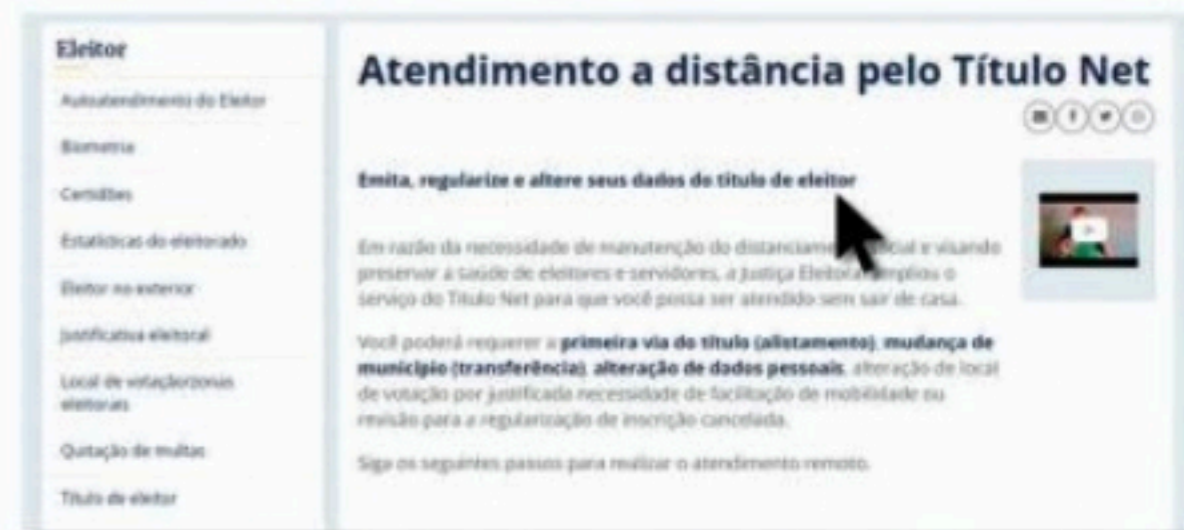 Eleitor
Autoatendimento do Eleitor
Biometria
Certidões
Estatísticas do eleitorado
Eleitor no exterior
Justificativa eleitoral
Local de votação/zonas
eleitorais
Quitação de multas
Título de eleitor
Atendimento a distância pelo Título Net
Emita, regularize e altere seus dados do título de eleitor
Em razão da necessidade de manutenção do e visando
preservar a saúde de eleitores e servidores, a Justiça o
serviço do Título Net para que você possa ser atendido sem sair de casa.
Você poderá requerer a primeira via do título (alistamento), mudança de
município (transferência), alteração de dados pessoais, alteração de local
de votação por justificada necessidade de facilitação de mobilidade ou
revisão para a regularização de inscrição cancelada.
Siga os seguintes passos para realizar o atendimento remoto.